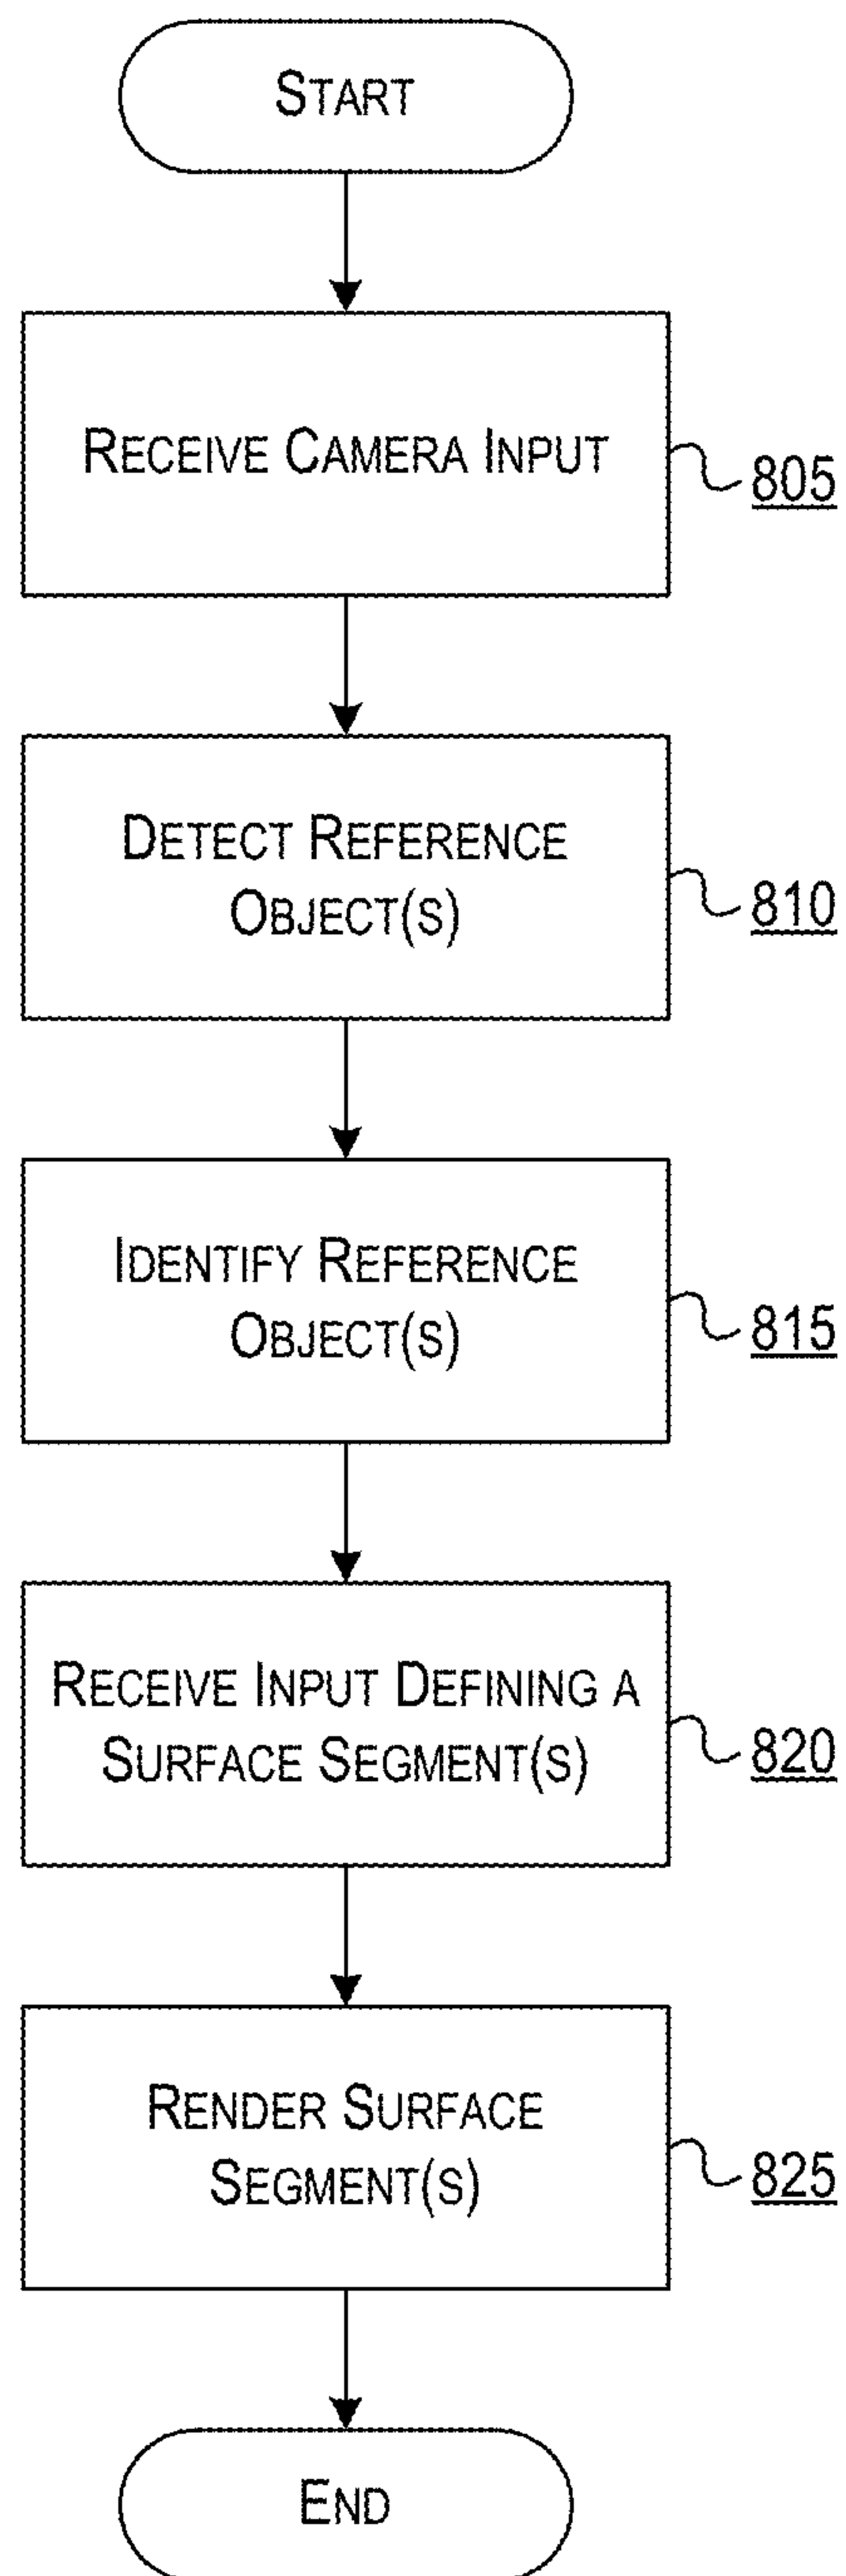 START
RECEIVE CAMERA INPUT
805
DETECT REFERENCE
OBJECT(S)
810
IDENTIFY REFERENCE
OBJECT(S)
815
RECEIVE INPUT DEFINING A
SURFACE SEGMENT(S)
820
RENDER SURFACE
SEGMENT(S)
825
END